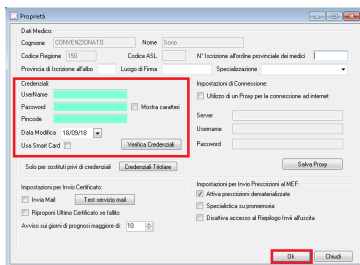 Proprietà
Dati Medico:
Cognome CONVENZIONATO Nome Sono
Codice Regione 150 Codice ASL N° Iscrizione all'ordine provinciale dei medici
Provincia di Iscrizione all'albo Luogo di Firma Specializzazione
Credenziali:
UserName
Password Mostra caratteri
Pincode
Data Modifica 18/09/18
Usa Smart Card Verifica Credenziali
Impostazioni di Connessione:
Utilizzo di un Proxy per la connessione ad internet
Server
Username
Password
Salva Proxy
Solo per sostituti privi di credenziali Credenziali Titolare
Impostazioni per Invio Certificato:
Invia Mail Test servizio mail
Riproponi Ultimo Certificato se fallito
Avviso sui giorni di prognosi maggiore di: 10
Impostazioni per Invio Prescrizioni al MEF:
Attiva prescrizioni dematerializzate
Specialistica su promemoria
Disattiva accesso al Riepilogo Invii all'uscita
Ok Chiudi